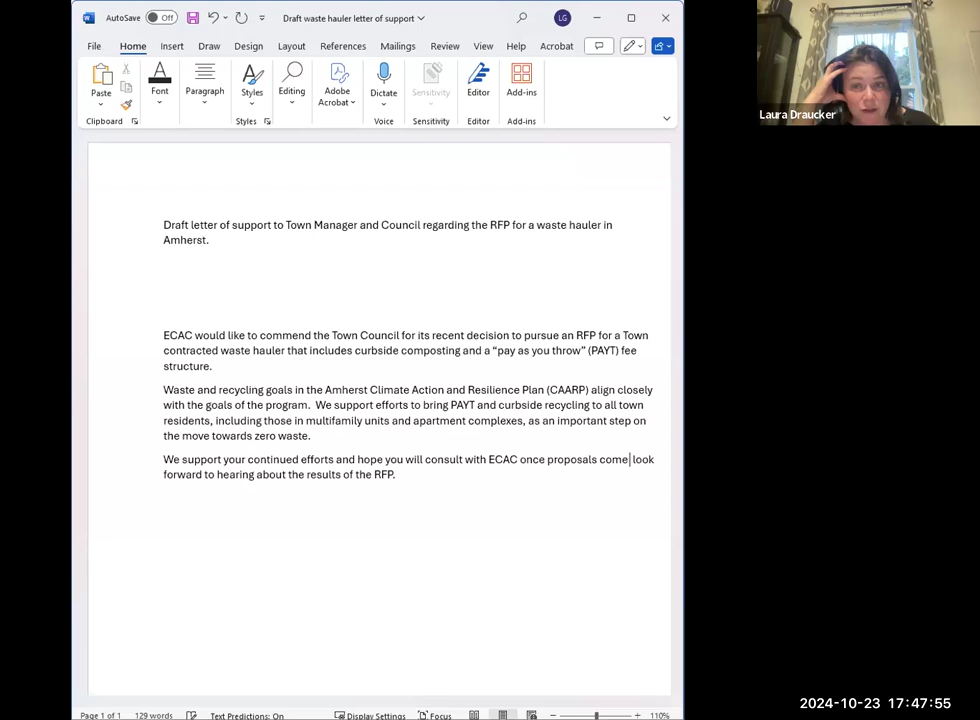 AutoSave Off Draft waste hauler letter of support LG
File Home Insert Draw Design Layout References Mailings Review View Help Acrobat
Paste Font Paragraph Styles Editing Adobe Acrobat Dictate Sensitivity Editor Add-ins
Clipboard Styles Voice Sensitivity Editor Add-ins
Laura Draucker
Draft letter of support to Town Manager and Council regarding the RFP for a waste hauler in
Amherst.
ECAC would like to commend the Town Council for its recent decision to pursue an RFP for a Town
contracted waste hauler that includes curbside composting and a “pay as you throw” (PAYT) fee
structure.
Waste and recycling goals in the Amherst Climate Action and Resilience Plan (CAARP) align closely
with the goals of the program.  We support efforts to bring PAYT and curbside recycling to all town
residents, including those in multifamily units and apartment complexes, as an important step on
the move towards zero waste.
We support your continued efforts and hope you will consult with ECAC once proposals come look
forward to hearing about the results of the RFP.
Page 1 of 1 129 words Text Predictions: On Display Settings Focus 110%
2024-10-23 17:47:55